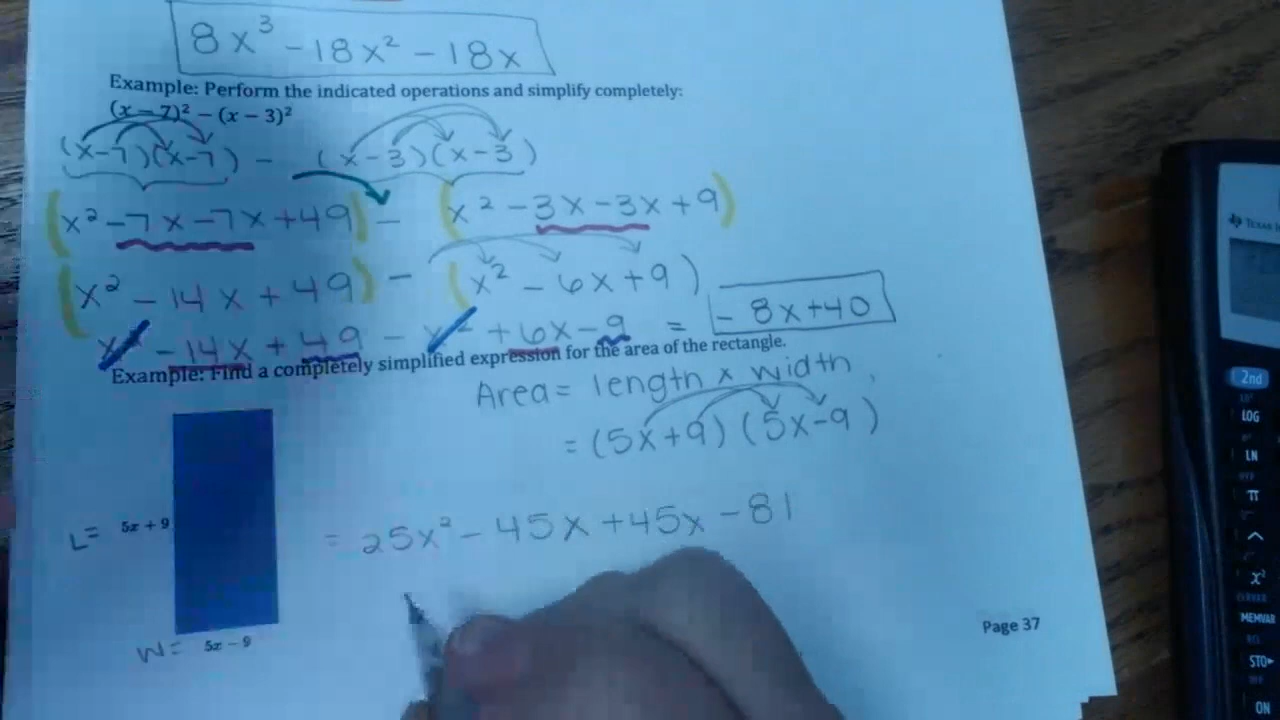 8x³ - 18x² - 18x
Example: Perform the indicated operations and simplify completely:
(x - 7)² - (x - 3)²
(x-7)(x-7) - (x-3)(x-3)
(x² - 7x - 7x + 49) - (x² - 3x - 3x + 9)
(x² - 14x + 49) - (x² - 6x + 9)
x² - 14x + 49 - x² + 6x - 9 = - 8x+40
Example: Find a completely simplified expression for the area of the rectangle.
Area = length x width
= (5x+9)(5x-9)
L= 5x + 9
= 25x² - 45x + 45x - 81
W= 5x - 9
Page 37
TEXAS
2nd
LOG
LN
π
^
x²
MEMVAR
STO▸
ON